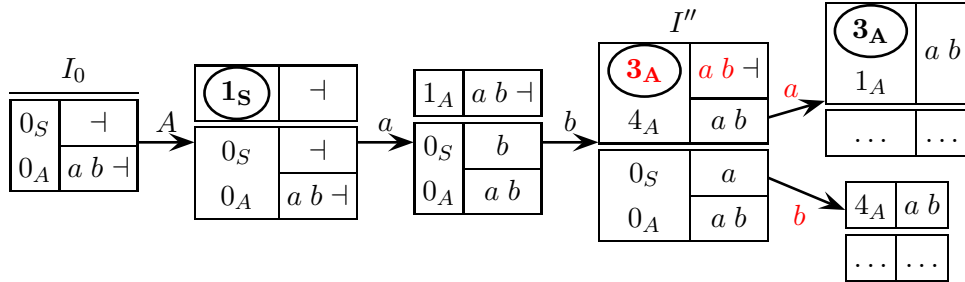 I₀
0_S ⊣
0_A a b ⊣
A
1_S ⊣
0_S ⊣
0_A a b ⊣
a
1_A a b ⊣
0_S b
0_A a b
b
I′′
3_A a b ⊣
4_A a b
0_S a
0_A a b
a
3_A a b
1_A
... ...
b
4_A a b
... ...